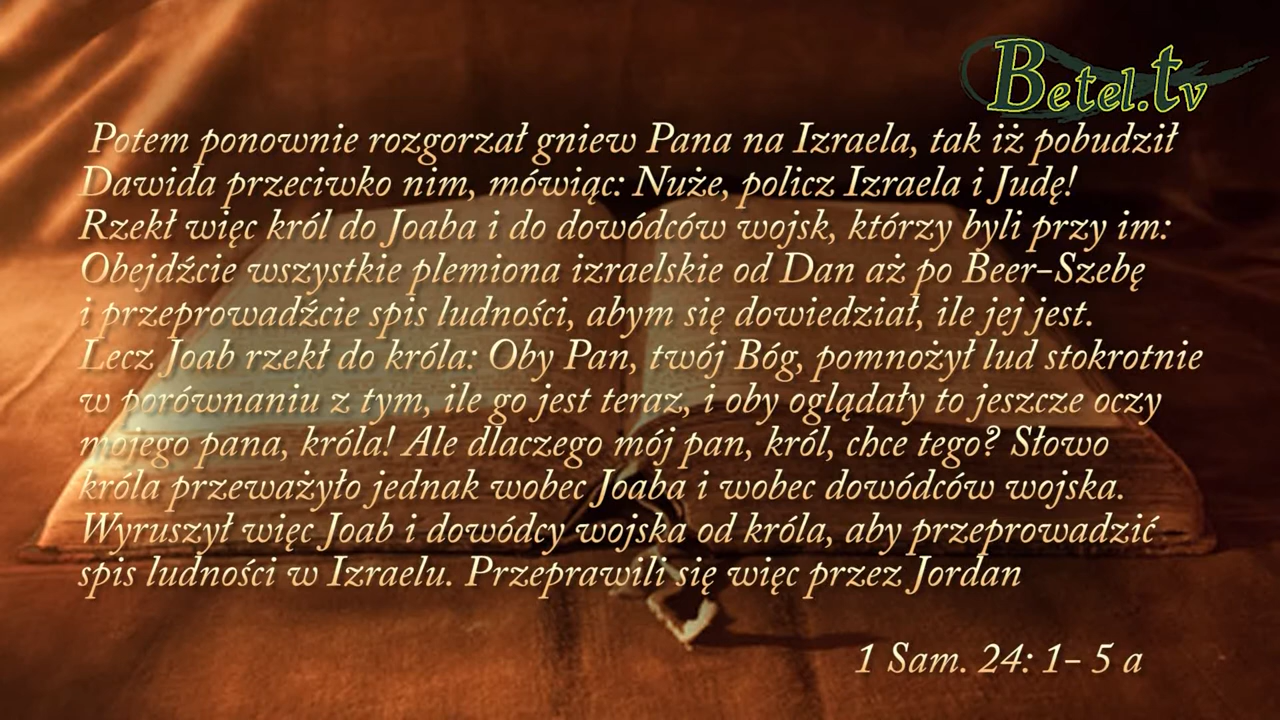 Betel.tv
Potem ponownie rozgorzał gniew Pana na Izraela, tak iż pobudził
Dawida przeciwko nim, mówiąc: Nuże, policz Izraela i Judę!
Rzekł więc król do Joaba i do dowódców wojsk, którzy byli przy im:
Obejdźcie wszystkie plemiona izraelskie od Dan aż po Beer-Szebę
i przeprowadźcie spis ludności, abym się dowiedział, ile jej jest.
Lecz Joab rzekł do króla: Oby Pan, twój Bóg, pomnożył lud stokrotnie
w porównaniu z tym, ile go jest teraz, i oby oglądały to jeszcze oczy
mojego pana, króla! Ale dlaczego mój pan, król, chce tego? Słowo
króla przeważyło jednak wobec Joaba i wobec dowódców wojska.
Wyruszył więc Joab i dowódcy wojska od króla, aby przeprowadzić
spis ludności w Izraelu. Przeprawili się więc przez Jordan
1 Sam. 24: 1- 5 a